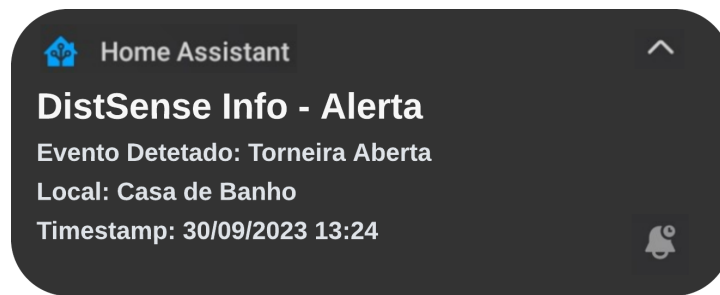 Home Assistant
DistSense Info - Alerta
Evento Detetado: Torneira Aberta
Local: Casa de Banho
Timestamp: 30/09/2023 13:24